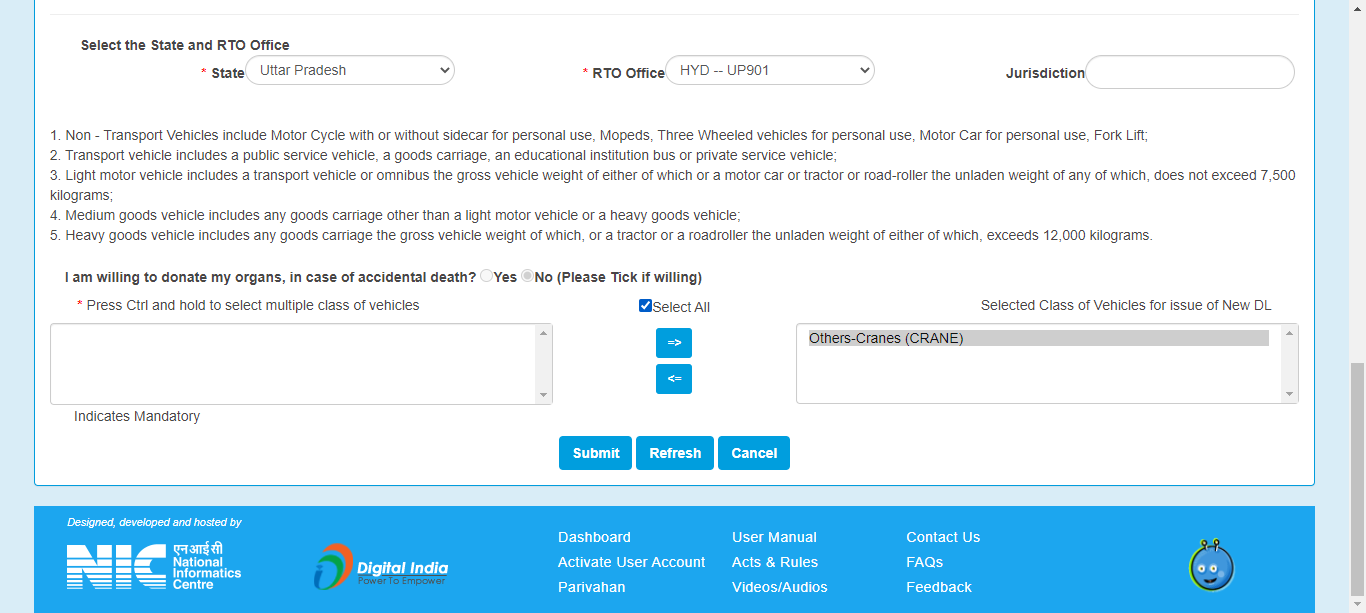 Select the State and RTO Office
* State Uttar Pradesh * RTO Office HYD -- UP901 Jurisdiction
1. Non - Transport Vehicles include Motor Cycle with or without sidecar for personal use, Mopeds, Three Wheeled vehicles for personal use, Motor Car for personal use, Fork Lift;
2. Transport vehicle includes a public service vehicle, a goods carriage, an educational institution bus or private service vehicle;
3. Light motor vehicle includes a transport vehicle or omnibus the gross vehicle weight of either of which or a motor car or tractor or road-roller the unladen weight of any of which, does not exceed 7,500
kilograms;
4. Medium goods vehicle includes any goods carriage other than a light motor vehicle or a heavy goods vehicle;
5. Heavy goods vehicle includes any goods carriage the gross vehicle weight of which, or a tractor or a roadroller the unladen weight of either of which, exceeds 12,000 kilograms.
I am willing to donate my organs, in case of accidental death? Yes No (Please Tick if willing)
* Press Ctrl and hold to select multiple class of vehicles Select All Selected Class of Vehicles for issue of New DL
Others-Cranes (CRANE)
=>
<=
Indicates Mandatory
Submit Refresh Cancel
Designed, developed and hosted by
NIC
एन आई सी
National
Informatics
Centre
Digital India
Power To Empower
Dashboard User Manual Contact Us
Activate User Account Acts & Rules FAQs
Parivahan Videos/Audios Feedback